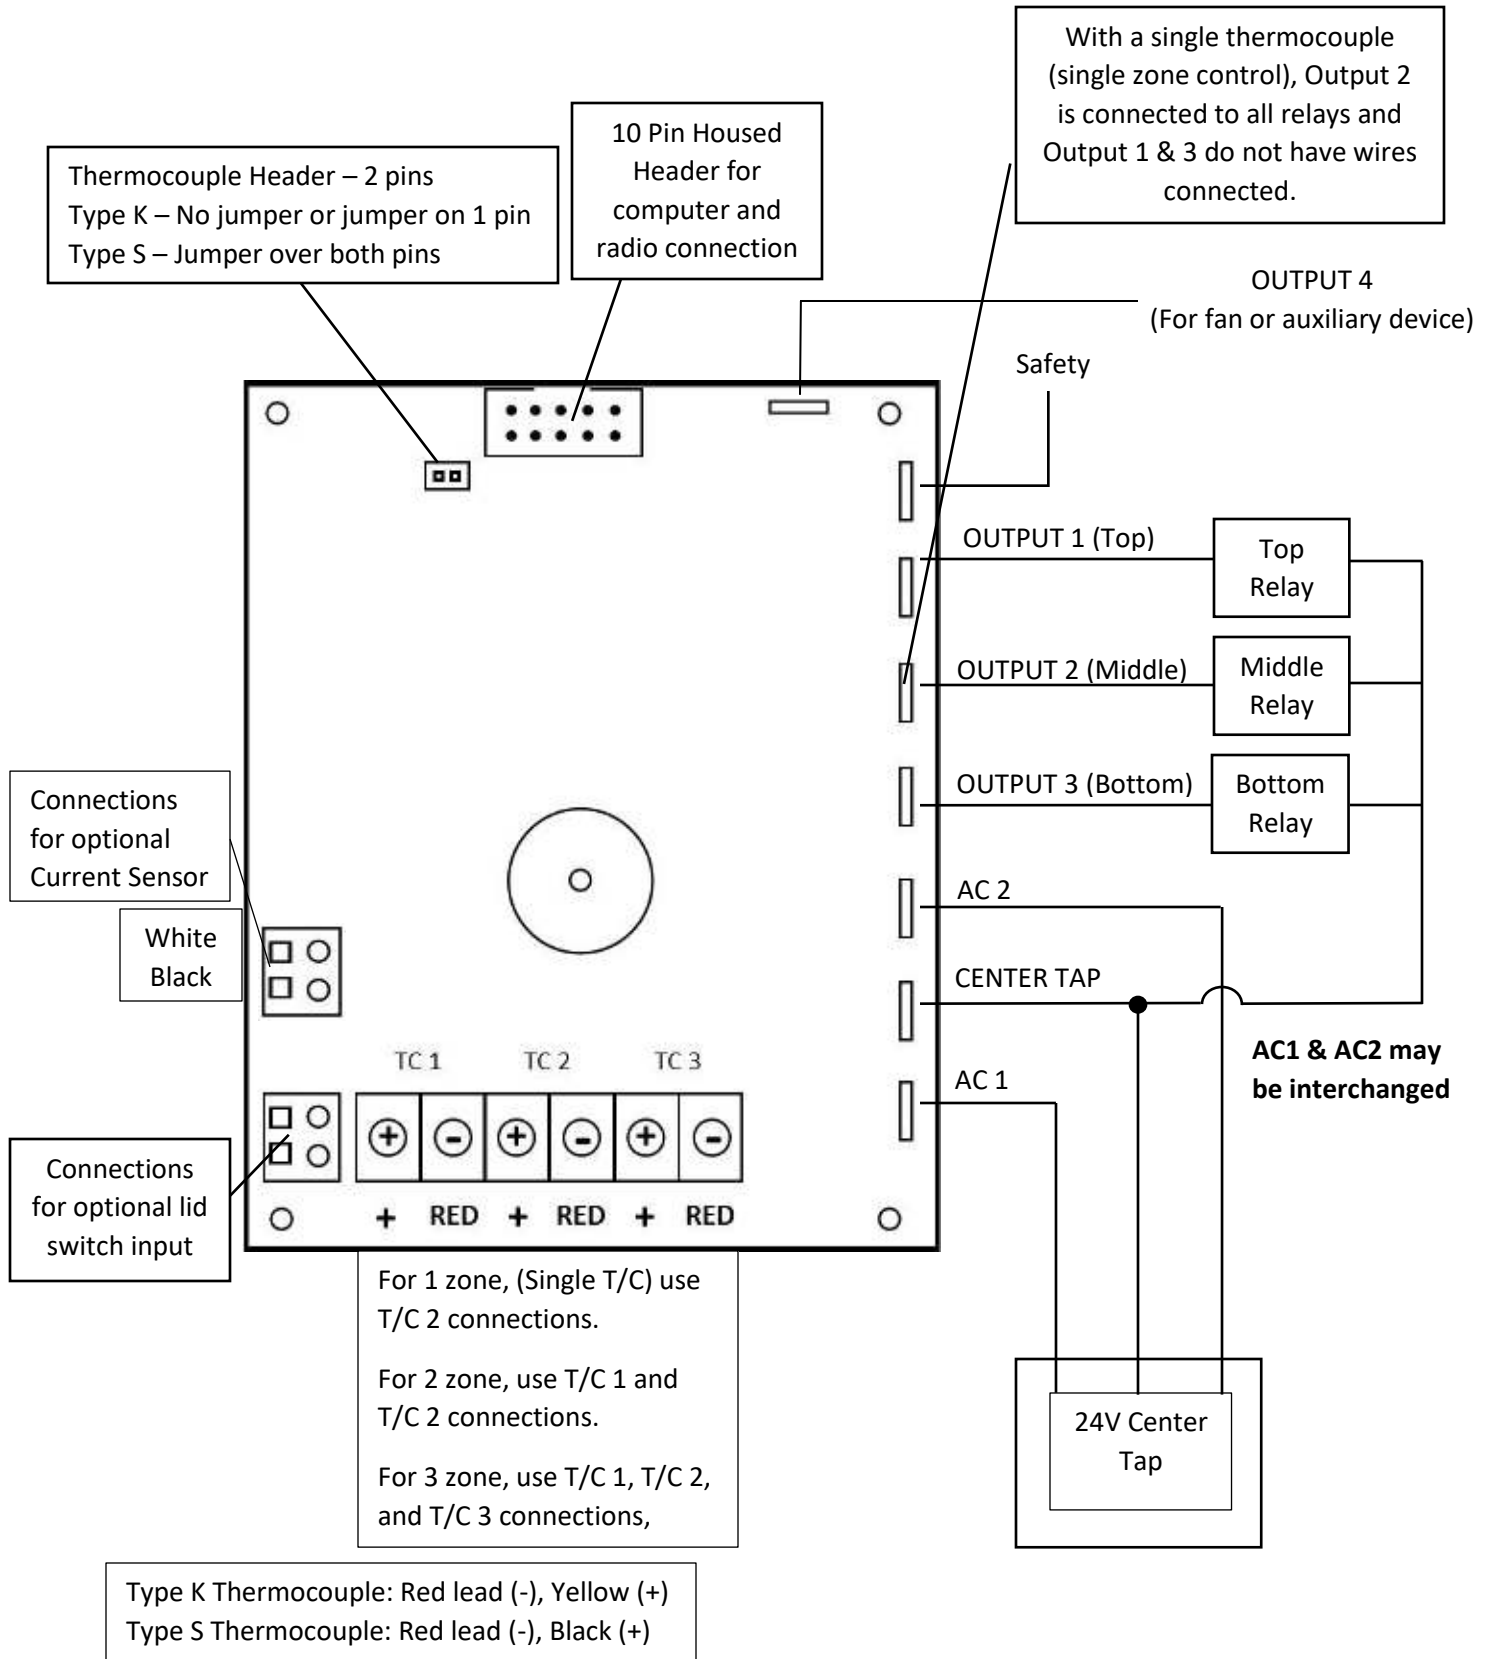 With a single thermocouple
(single zone control), Output 2
is connected to all relays and
Output 1 & 3 do not have wires
connected.
10 Pin Housed
Header for
computer and
radio connection
Thermocouple Header – 2 pins
Type K – No jumper or jumper on 1 pin
Type S – Jumper over both pins
OUTPUT 4
(For fan or auxiliary device)
Safety
OUTPUT 1 (Top)
Top
Relay
OUTPUT 2 (Middle)
Middle
Relay
OUTPUT 3 (Bottom)
Bottom
Relay
Connections
for optional
Current Sensor
White
Black
AC 2
CENTER TAP
AC1 & AC2 may
be interchanged
AC 1
TC 1 TC 2 TC 3
+ - + - + -
+ RED + RED + RED
Connections
for optional lid
switch input
For 1 zone, (Single T/C) use
T/C 2 connections.
For 2 zone, use T/C 1 and
T/C 2 connections.
For 3 zone, use T/C 1, T/C 2,
and T/C 3 connections,
24V Center
Tap
Type K Thermocouple: Red lead (-), Yellow (+)
Type S Thermocouple: Red lead (-), Black (+)